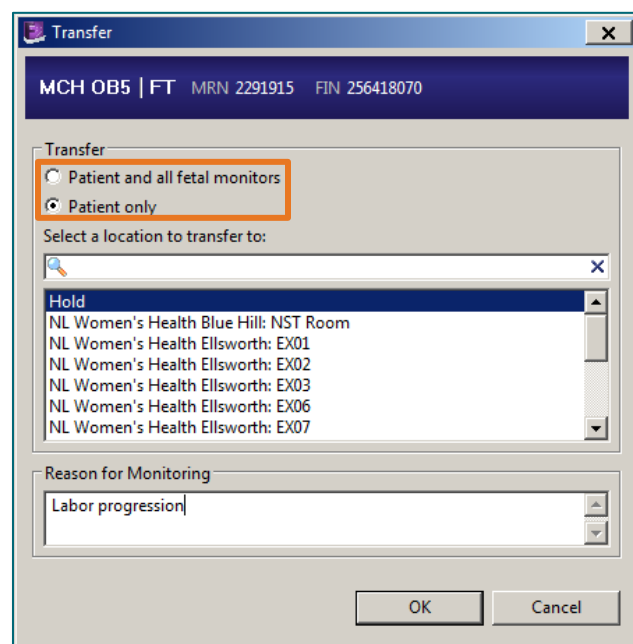 Transfer
MCH OB5 | FT MRN 2291915 FIN 256418070
Transfer
Patient and all fetal monitors
Patient only
Select a location to transfer to:
Hold
NL Women's Health Blue Hill: NST Room
NL Women's Health Ellsworth: EX01
NL Women's Health Ellsworth: EX02
NL Women's Health Ellsworth: EX03
NL Women's Health Ellsworth: EX06
NL Women's Health Ellsworth: EX07
Reason for Monitoring
Labor progression
OK Cancel